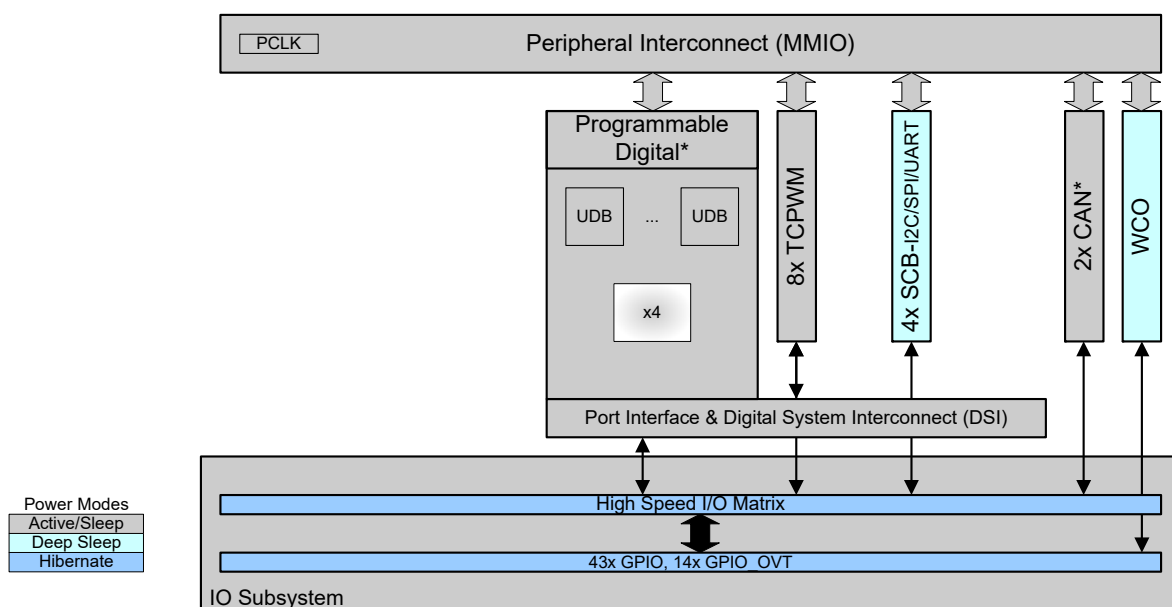 PCLK
Peripheral Interconnect (MMIO)
Programmable
Digital*
UDB
...
UDB
x4
8x TCPWM
4x SCB-I2C/SPI/UART
2x CAN*
WCO
Port Interface & Digital System Interconnect (DSI)
High Speed I/O Matrix
43x GPIO, 14x GPIO_OVT
IO Subsystem
Power Modes
Active/Sleep
Deep Sleep
Hibernate